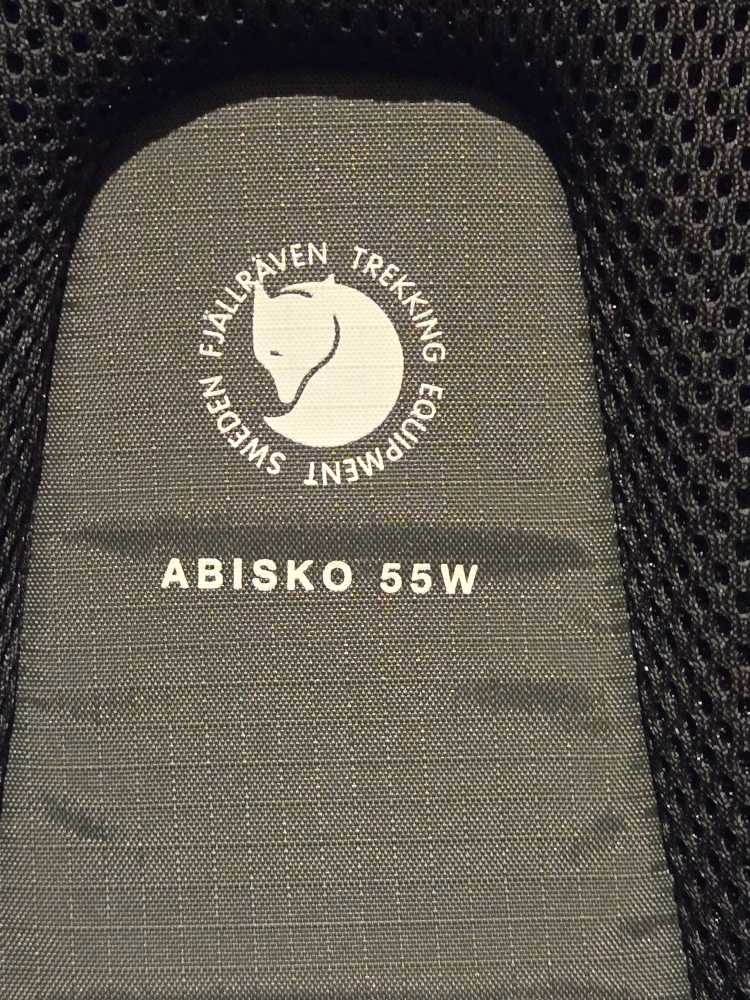 FJÄLLRÄVEN TREKKING EQUIPMENT SWEDEN
ABISKO 55W